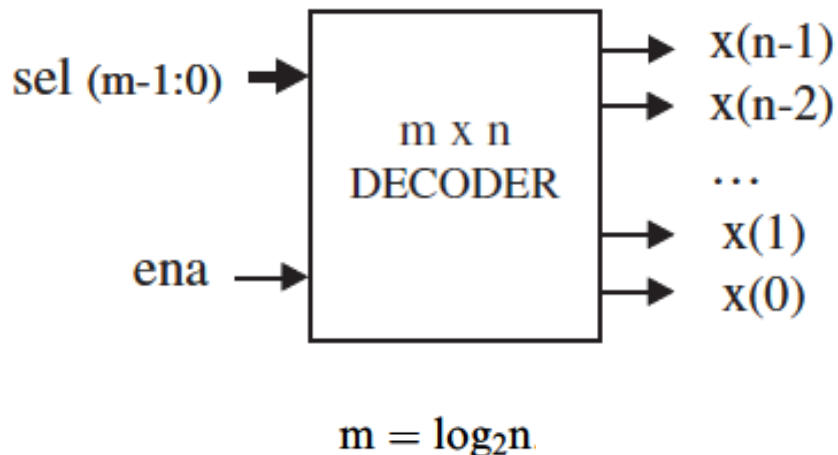 sel (m-1:0)
ena
m x n
DECODER
x(n-1)
x(n-2)
...
x(1)
x(0)
m = log₂n.